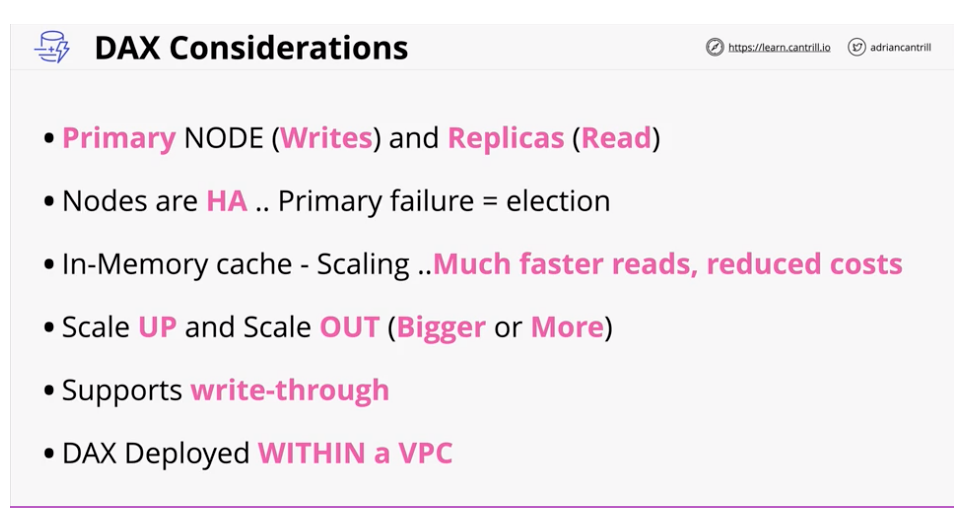 DAX Considerations
https://learn.cantrill.io
adriancantrill
• Primary NODE (Writes) and Replicas (Read)
• Nodes are HA .. Primary failure = election
• In-Memory cache - Scaling ..Much faster reads, reduced costs
• Scale UP and Scale OUT (Bigger or More)
• Supports write-through
• DAX Deployed WITHIN a VPC